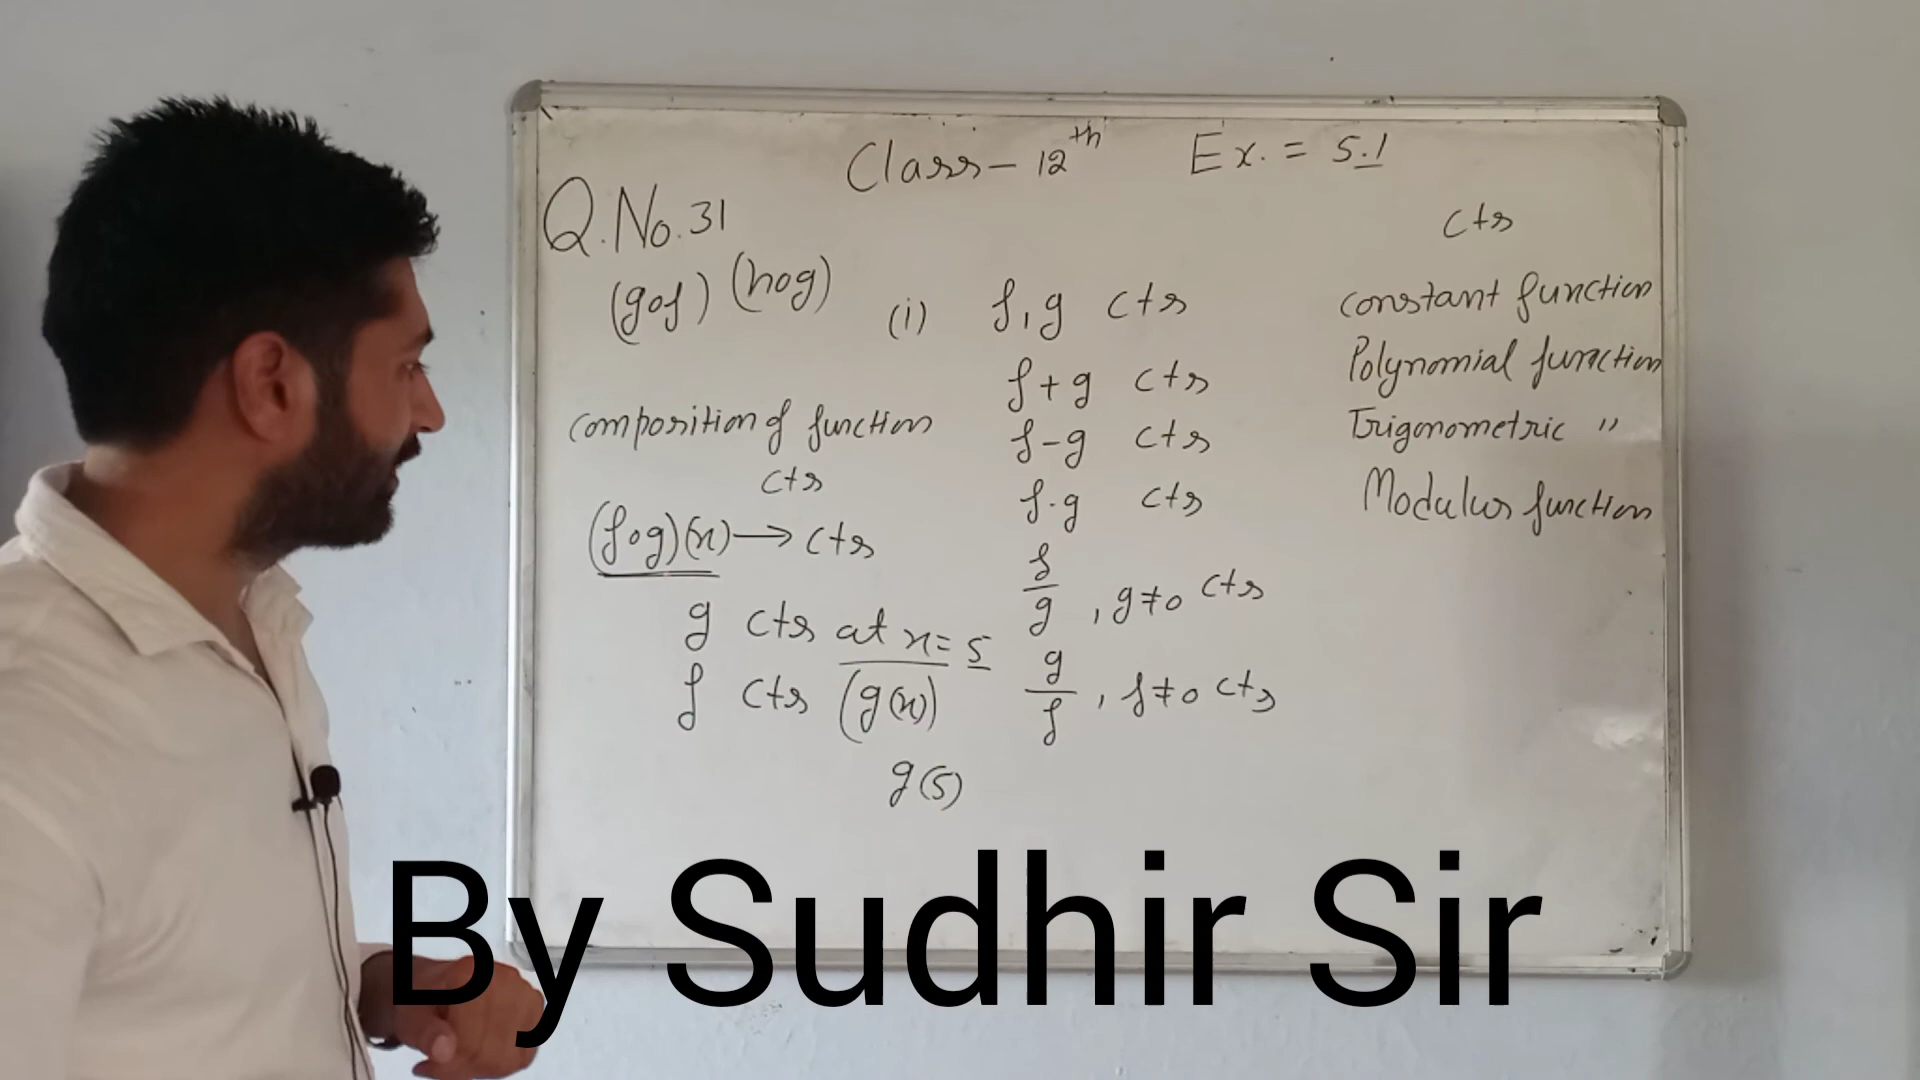 Class - 12th Ex. = 5.1
Q.No.31
(gof) (hog)
composition of function
cts
(fog)(x) → cts
g cts at x = 5
f cts (g(x))
g(5)
(i) f, g cts
f + g cts
f - g cts
f . g cts
f/g , g ≠ 0 cts
g/f , f ≠ 0 cts
cts
constant function
Polynomial function
Trigonometric "
Modulus function
By Sudhir Sir